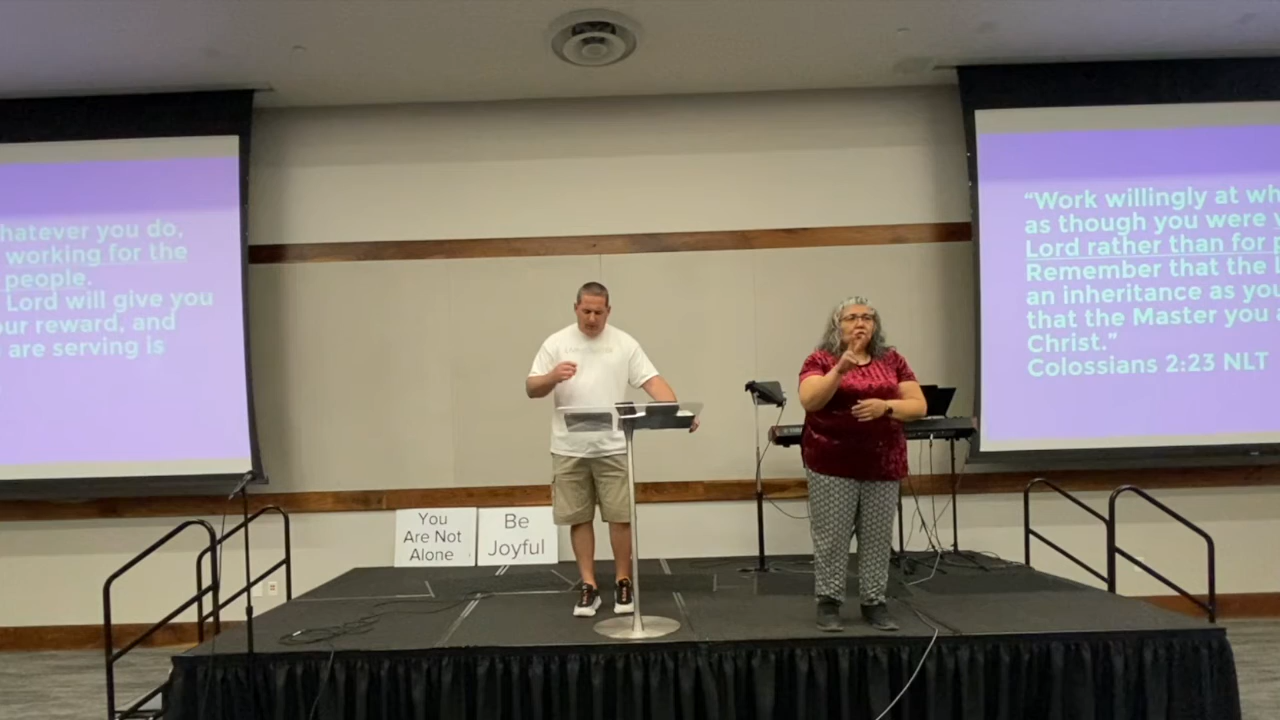 hatever you do,
working for the
people.
Lord will give you
our reward, and
are serving is
You
Are Not
Alone
Be
Joyful
“Work willingly at wh
as though you were
Lord rather than for p
Remember that the
an inheritance as you
that the Master you a
Christ.”
Colossians 2:23 NLT